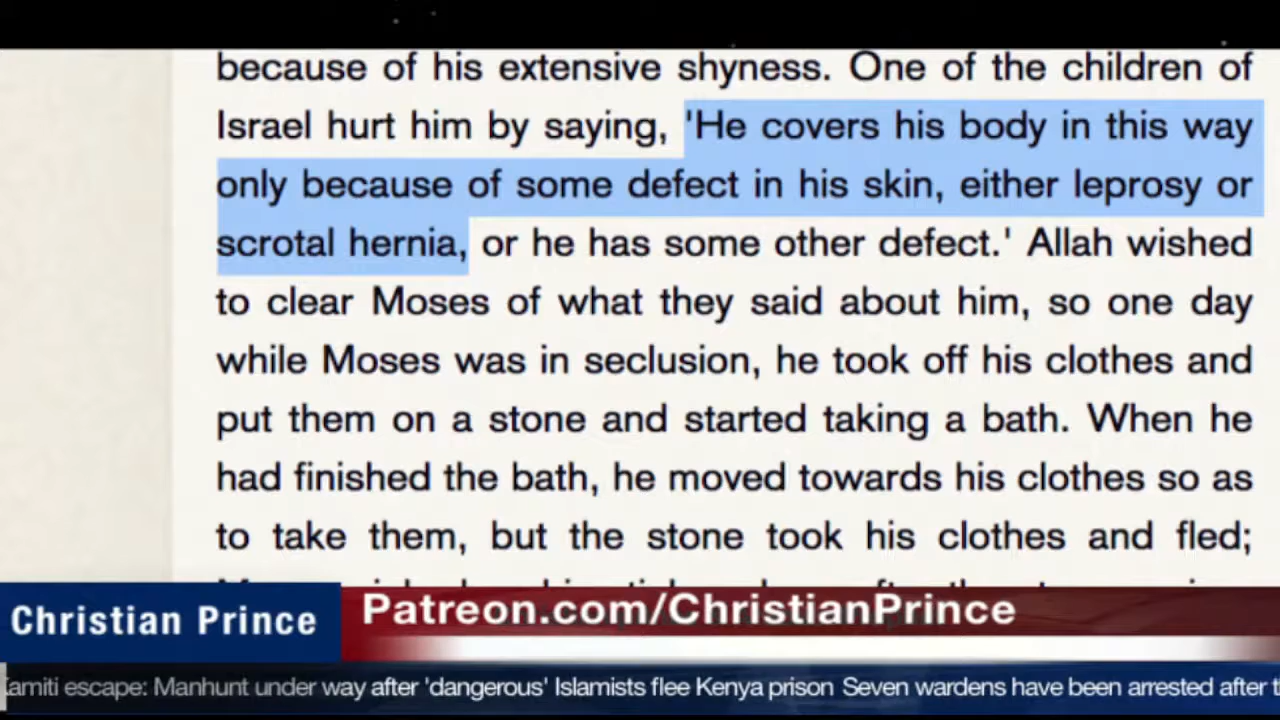 because of his extensive shyness. One of the children of
Israel hurt him by saying, 'He covers his body in this way
only because of some defect in his skin, either leprosy or
scrotal hernia, or he has some other defect.' Allah wished
to clear Moses of what they said about him, so one day
while Moses was in seclusion, he took off his clothes and
put them on a stone and started taking a bath. When he
had finished the bath, he moved towards his clothes so as
to take them, but the stone took his clothes and fled;
Christian Prince
Patreon.com/ChristianPrince
escape: Manhunt under way after 'dangerous' Islamists flee Kenya prison Seven wardens have been arrested after